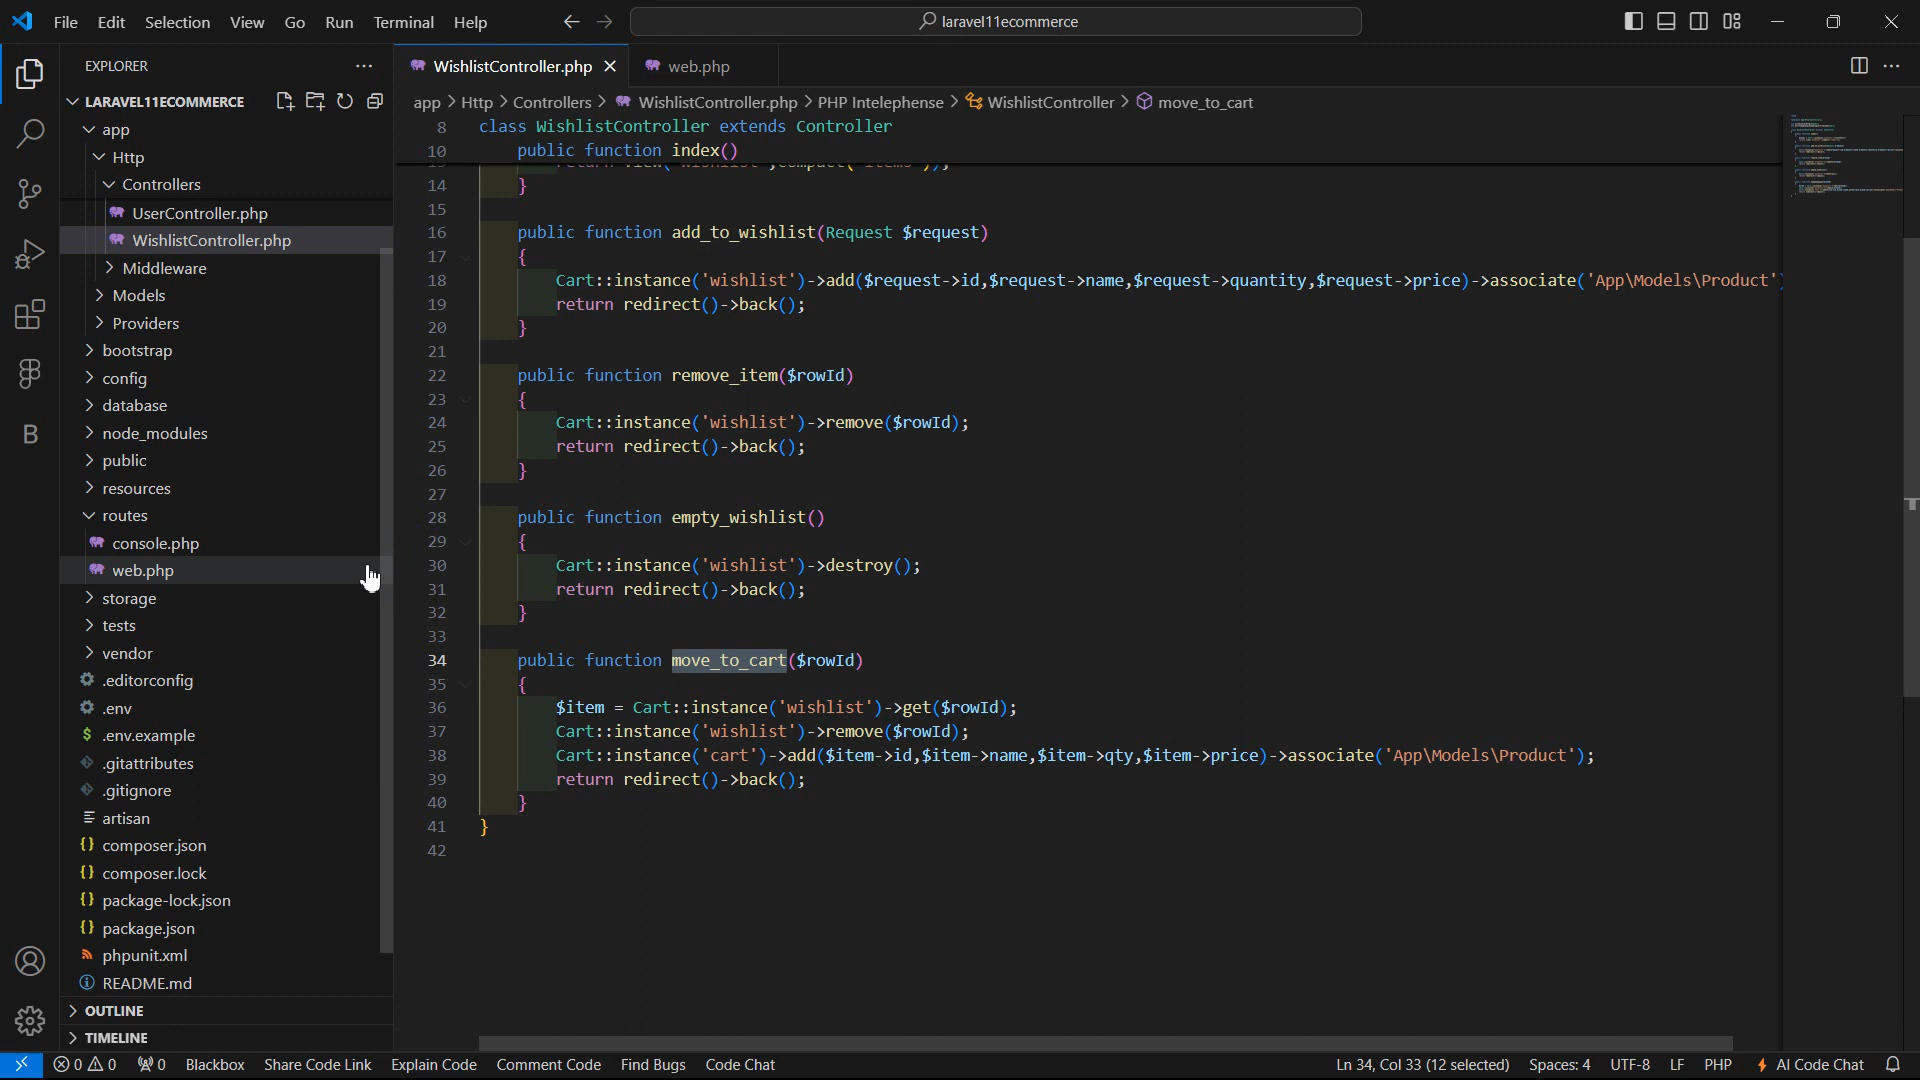 File Edit Selection View Go Run Terminal Help
laravel11ecommerce
EXPLORER
LARAVEL11ECOMMERCE
app
Http
Controllers
UserController.php
WishlistController.php
Middleware
Models
Providers
bootstrap
config
database
node_modules
public
resources
routes
console.php
web.php
storage
tests
vendor
.editorconfig
.env
$ .env.example
.gitattributes
.gitignore
artisan
{} composer.json
{} composer.lock
{} package-lock.json
{} package.json
phpunit.xml
README.md
OUTLINE
TIMELINE
B
WishlistController.php
web.php
app > Http > Controllers > WishlistController.php > PHP Intelephense > WishlistController > move_to_cart
8 class WishlistController extends Controller
10 public function index()
14 }
15
16 public function add_to_wishlist(Request $request)
17 {
18 Cart::instance('wishlist')->add($request->id,$request->name,$request->quantity,$request->price)->associate('App\Models\Product')
19 return redirect()->back();
20 }
21
22 public function remove_item($rowId)
23 {
24 Cart::instance('wishlist')->remove($rowId);
25 return redirect()->back();
26 }
27
28 public function empty_wishlist()
29 {
30 Cart::instance('wishlist')->destroy();
31 return redirect()->back();
32 }
33
34 public function move_to_cart($rowId)
35 {
36 $item = Cart::instance('wishlist')->get($rowId);
37 Cart::instance('wishlist')->remove($rowId);
38 Cart::instance('cart')->add($item->id,$item->name,$item->qty,$item->price)->associate('App\Models\Product');
39 return redirect()->back();
40 }
41 }
42
0 0 0 Blackbox Share Code Link Explain Code Comment Code Find Bugs Code Chat Ln 34, Col 33 (12 selected) Spaces: 4 UTF-8 LF PHP AI Code Chat